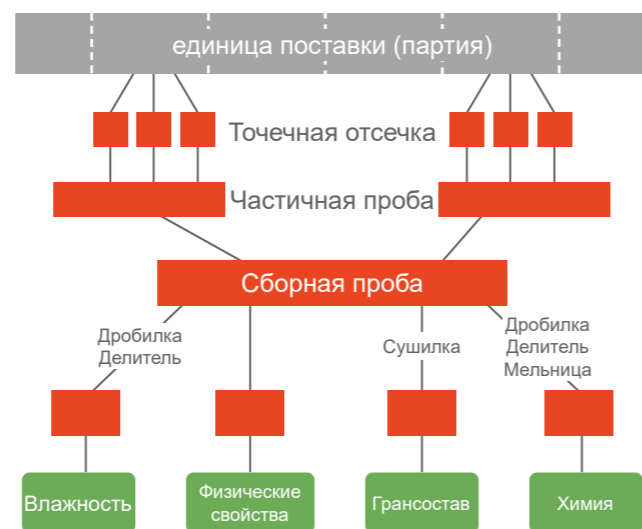 единица поставки (партия)
Точечная отсечка
Частичная проба
Сборная проба
Дробилка
Делитель
Сушилка
Дробилка
Делитель
Мельница
Влажность
Физические
свойства
Грансостав
Химия